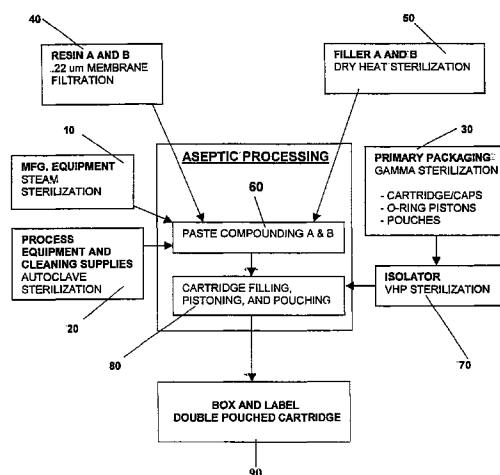 40
RESIN A AND B
.22 um MEMBRANE
FILTRATION
50
FILLER A AND B
DRY HEAT STERILIZATION
10
MFG. EQUIPMENT
STEAM
STERILIZATION
ASEPTIC PROCESSING
60
PASTE COMPOUNDING A & B
30
PRIMARY PACKAGING
GAMMA STERILIZATION
- CARTRIDGE/CAPS
- O-RING PISTONS
- POUCHES
PROCESS
EQUIPMENT AND
CLEANING SUPPLIES
AUTOCLAVE
STERILIZATION
20
CARTRIDGE FILLING,
PISTONING, AND POUCHING
80
ISOLATOR
VHP STERILIZATION
70
BOX AND LABEL
DOUBLE POUCHED CARTRIDGE
90